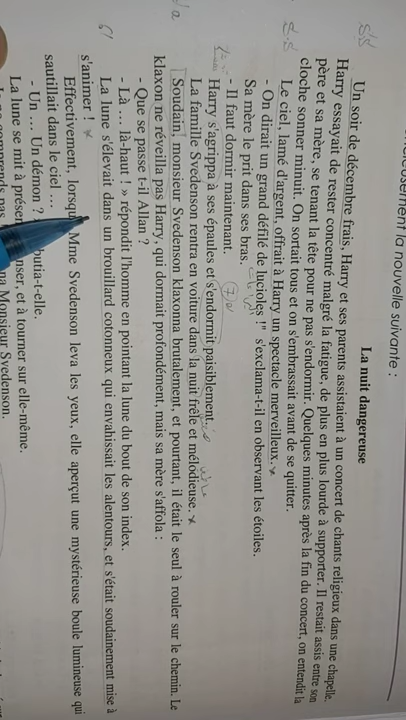 usement la nouvelle suivante :
La nuit dangereuse
Un soir de décembre frais, Harry et ses parents assistaient à un concert de chants religieux dans une chapelle.
Harry essayait de rester concentré malgré la fatigue, de plus en plus lourde à supporter. Il restait assis entre son
père et sa mère, se tenant la tête pour ne pas s'endormir. Quelques minutes après la fin du concert, on entendit la
cloche sonner minuit. On sortait tous et on s'embrassait avant de se quitter.
Le ciel, lamé d'argent, offrait à Harry un spectacle merveilleux.
- On dirait un grand défilé de lucioles !" s'exclama-t-il en observant les étoiles.
Sa mère le prit dans ses bras.
- Il faut dormir maintenant.
Harry s'agrippa à ses épaules et s'endormit paisiblement.
La famille Svedenson rentra en voiture dans la nuit frêle et mélodieuse.
Soudain, monsieur Svedenson klaxonna brutalement, et pourtant, il était le seul à rouler sur le chemin. Le
klaxon ne réveilla pas Harry, qui dormait profondément, mais sa mère s'affola :
- Que se passe t-il Allan ?
- Là … là-haut ! » répondit l'homme en pointant la lune du bout de son index.
La lune s'élevait dans un brouillard cotonneux qui envahissait les alentours, et s'était soudainement mise à
s'animer !
Effectivement, lorsqu Mme Svedenson leva les yeux, elle aperçut une mystérieuse boule lumineuse qui
sautillait dans le ciel …
- Un … Un démon ? butia-t-elle.
La lune se mit à présen nser, et à tourner sur elle-même.
comprends pas Monsieur Svedenson.